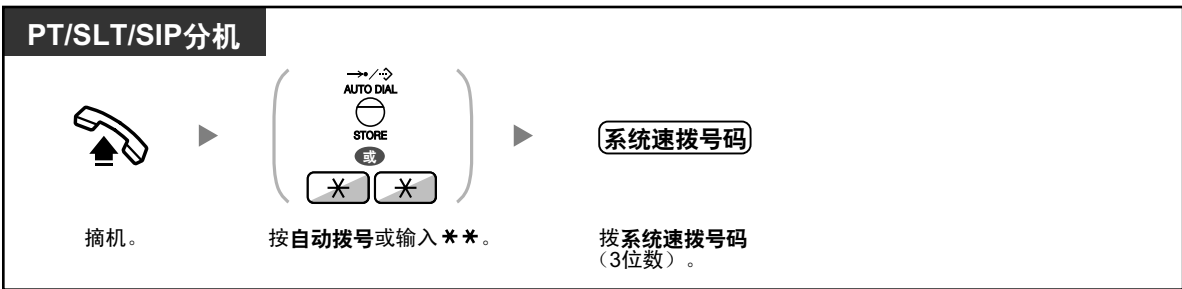 PT/SLT/SIP分机
AUTO DIAL
STORE
或
系统速拨号码
摘机。
按自动拨号或输入**。
拨系统速拨号码
（3位数）。